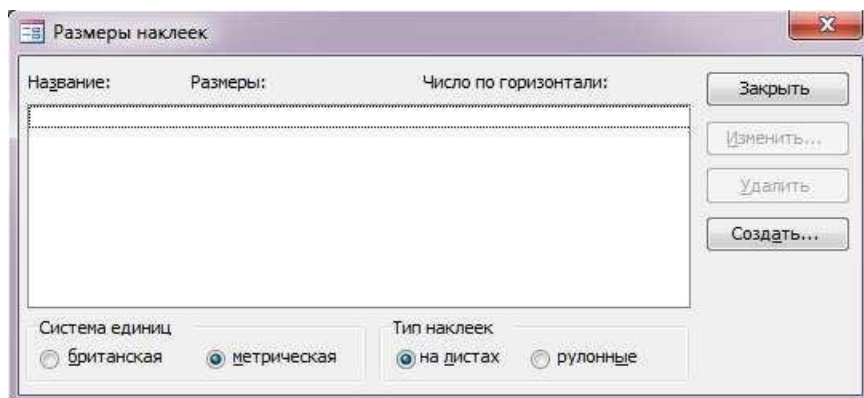 Размеры наклеек
Название: Размеры: Число по горизонтали:
Закрыть
Изменить...
Удалить
Создать...
Система единиц
британская метрическая
Тип наклеек
на листах рулонные